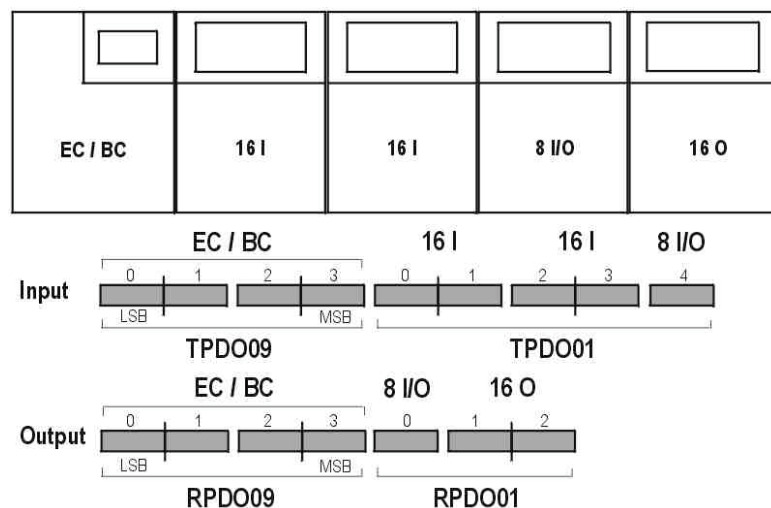 EC / BC 16 I 16 I 8 I/O 16 O
EC / BC 16 I 16 I 8 I/O
0 1 2 3 0 1 2 3 4
Input
LSB MSB
TPDO09 TPDO01
EC / BC 8 I/O 16 O
0 1 2 3 0 1 2
Output
LSB MSB
RPDO09 RPDO01